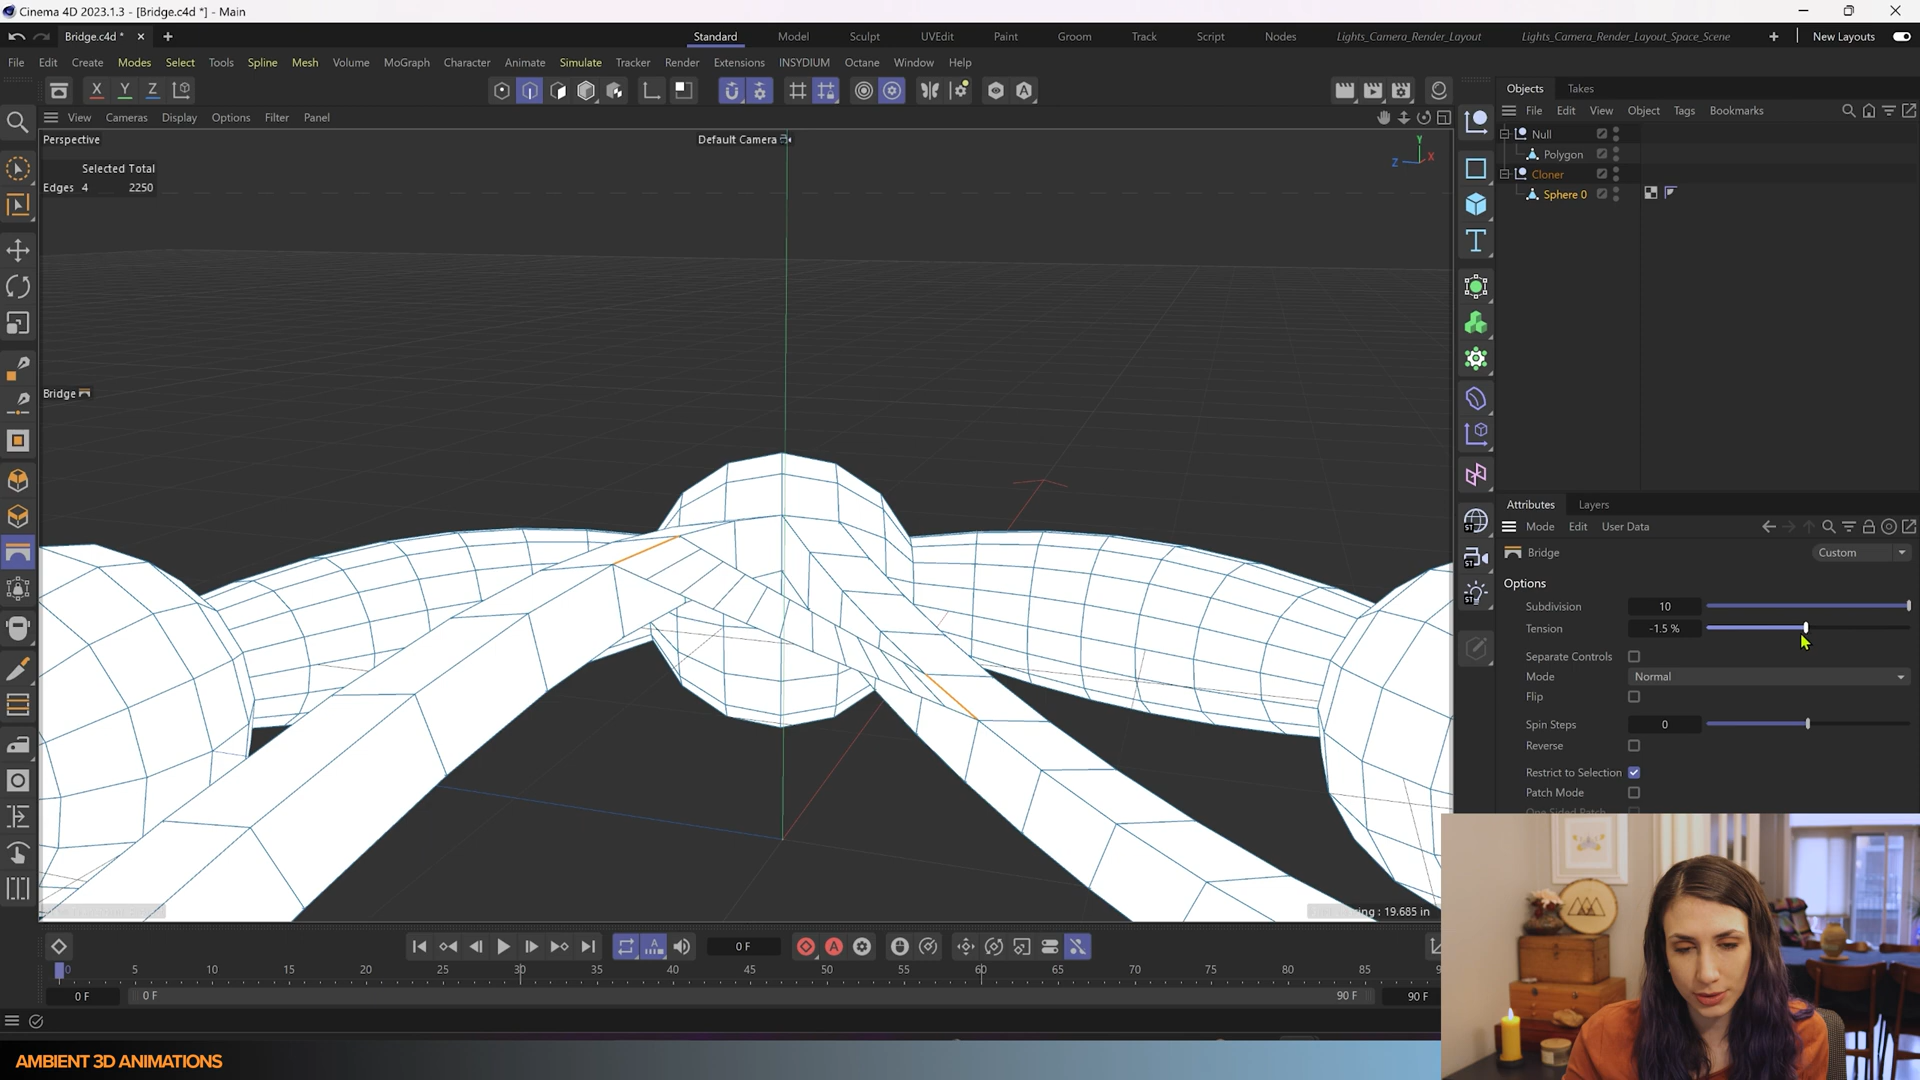 Cinema 4D 2023.1.3 - [Bridge.c4d *] - Main
Bridge.c4d *
Standard Model Sculpt UVEdit Paint Groom Track Script Nodes Lights_Camera_Render_Layout Lights_Camera_Render_Layout_Space_Scene New Layouts
File Edit Create Modes Select Tools Spline Mesh Volume MoGraph Character Animate Simulate Tracker Render Extensions INSYDIUM Octane Window Help
X Y Z
View Cameras Display Options Filter Panel
Perspective
Default Camera
Y
Z X
Selected Total
Edges 4 2250
Bridge
Objects Takes
File Edit View Object Tags Bookmarks
Null
Polygon
Cloner
Sphere 0
ST
ST
ST
Attributes Layers
Mode Edit User Data
Bridge
Custom
Options
Subdivision 10
Tension -1.5 %
Separate Controls
Mode Normal
Flip
Spin Steps 0
Reverse
Restrict to Selection
Patch Mode
: 19.685 in
0 F
0 5 10 15 20 25 30 35 40 45 50 55 60 65 70 75 80 85
0 F 0 F 90 F 90 F
AMBIENT 3D ANIMATIONS